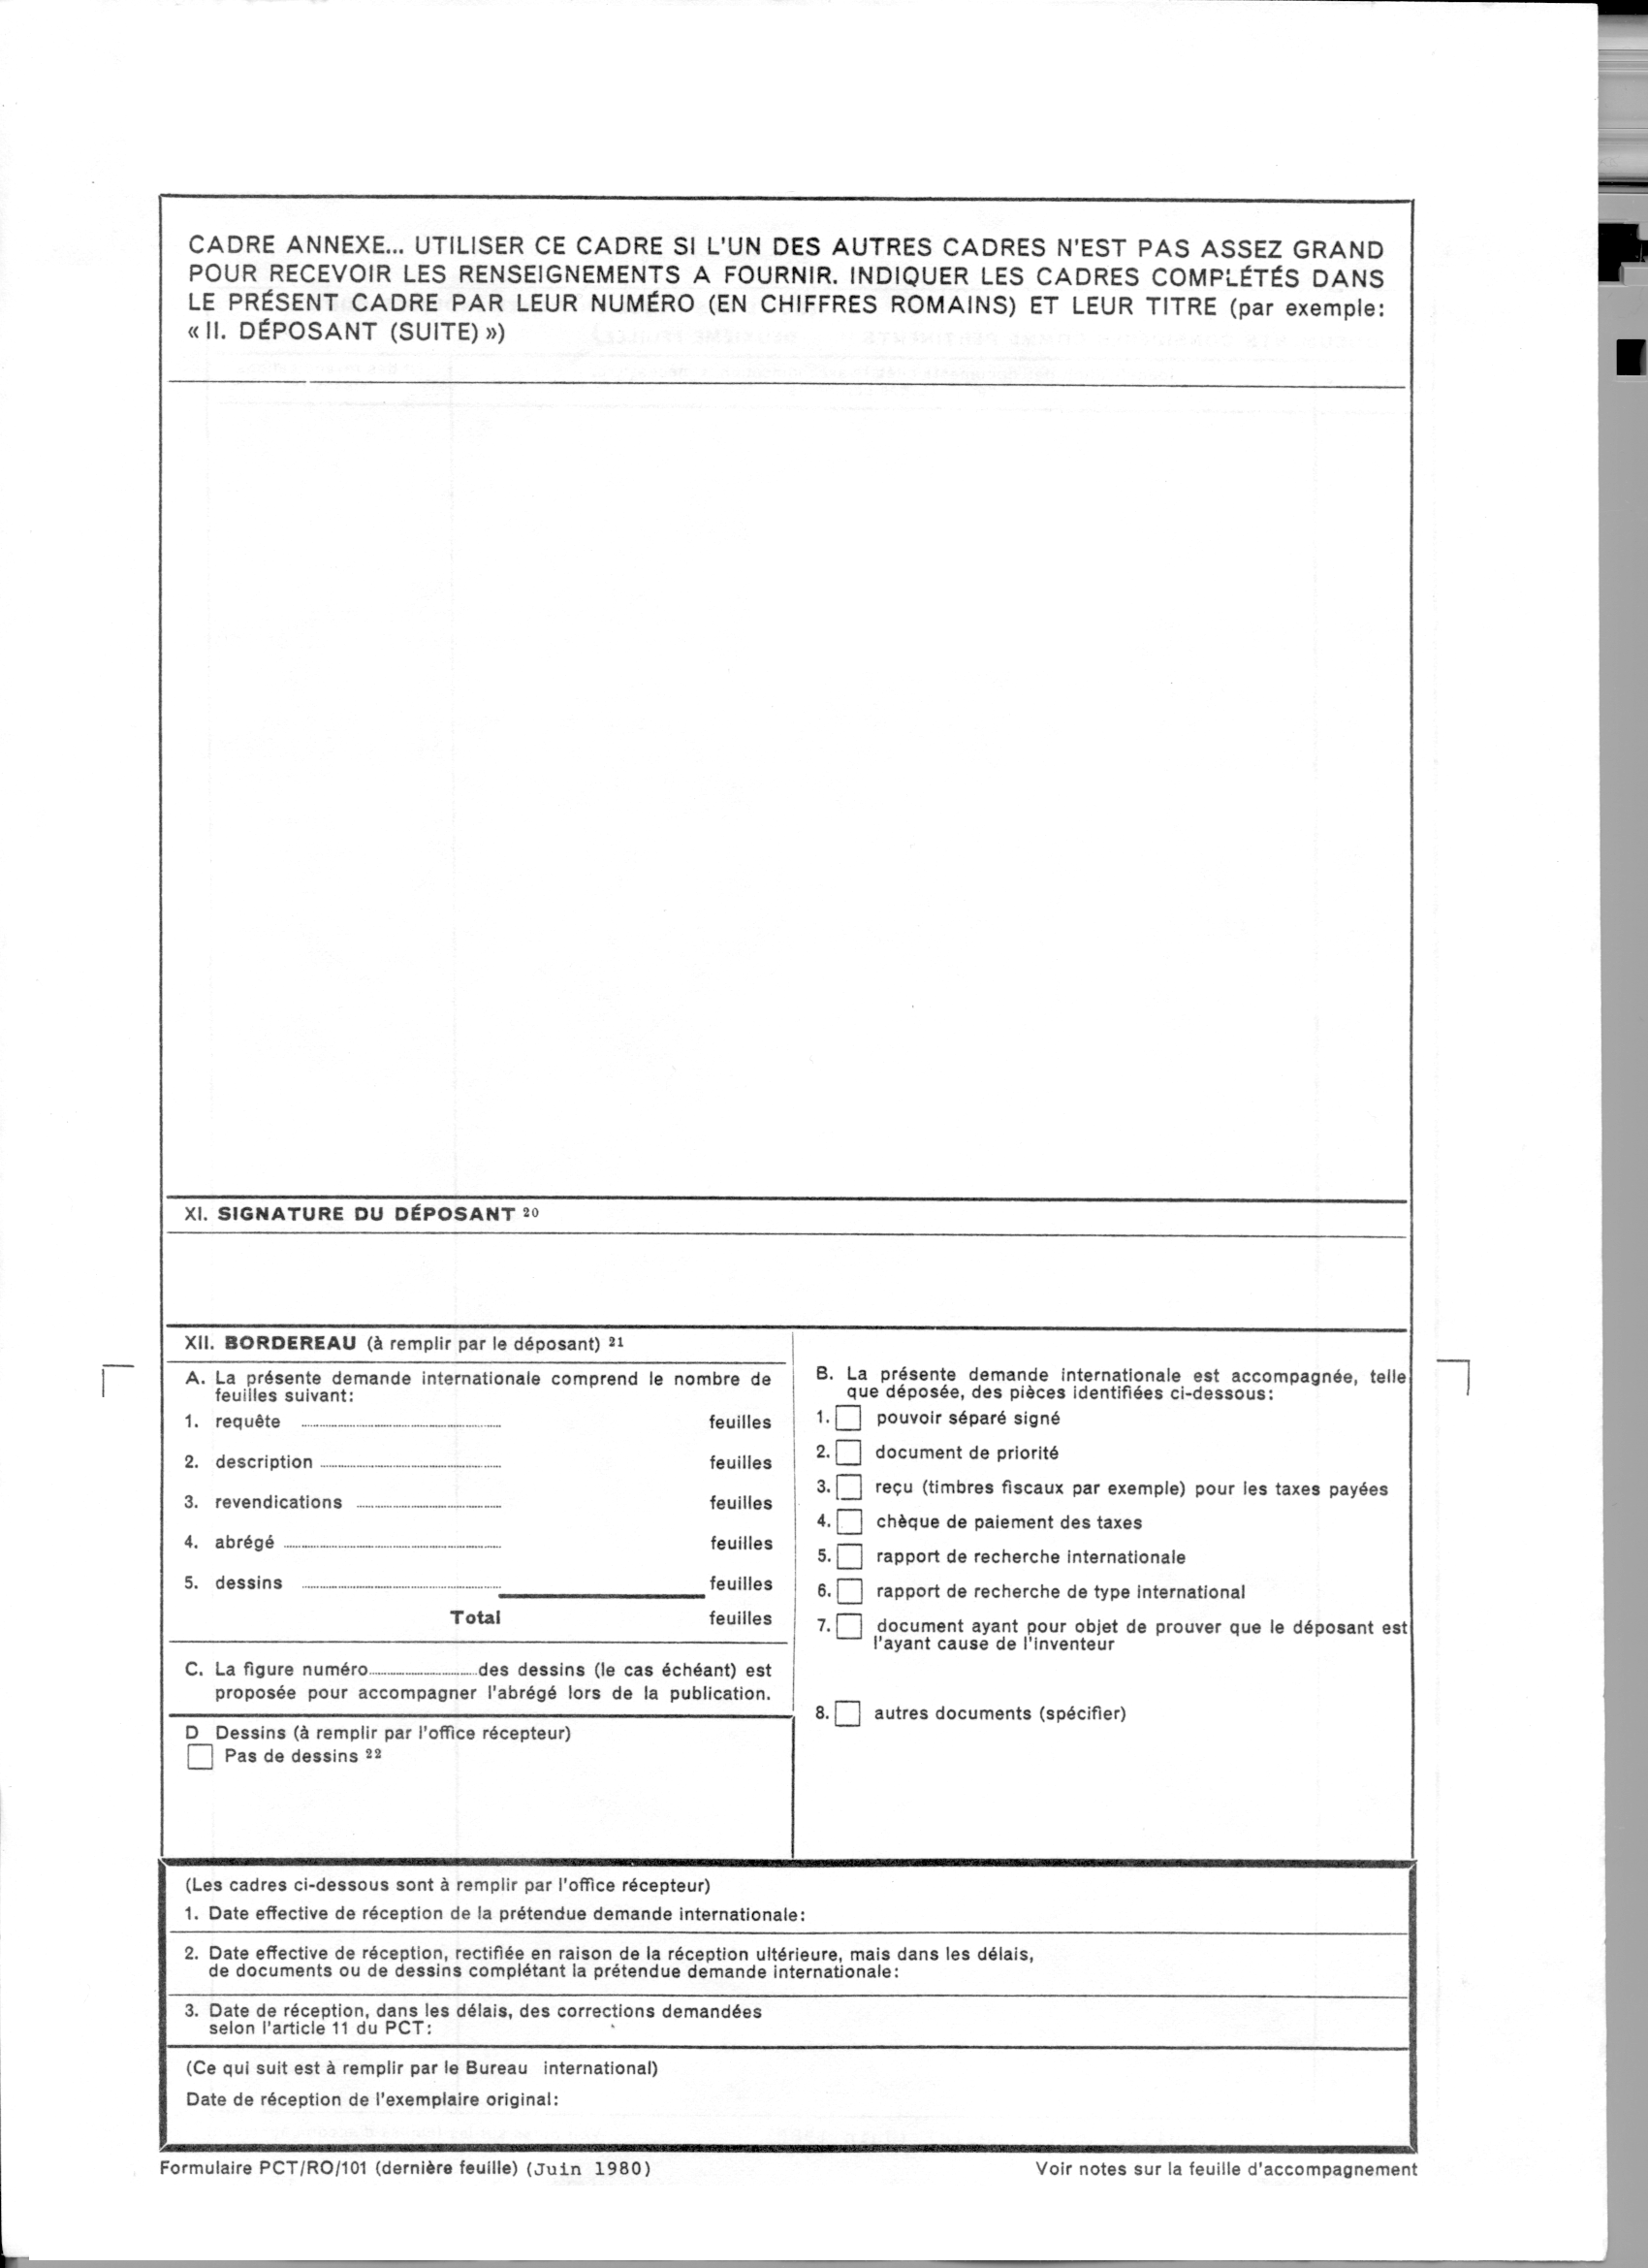 CADRE ANNEXE... UTILISER CE CADRE SI L'UN DES AUTRES CADRES N'EST PAS ASSEZ GRAND
POUR RECEVOIR LES RENSEIGNEMENTS A FOURNIR. INDIQUER LES CADRES COMPLÉTÉS DANS
LE PRÉSENT CADRE PAR LEUR NUMÉRO (EN CHIFFRES ROMAINS) ET LEUR TITRE (par exemple:
« II. DÉPOSANT (SUITE) »)
XI. SIGNATURE DU DÉPOSANT 20
XII. BORDEREAU (à remplir par le déposant) 21
A. La présente demande internationale comprend le nombre de
feuilles suivant:
1. requête feuilles
2. description feuilles
3. revendications feuilles
4. abrégé feuilles
5. dessins feuilles
Total feuilles
C. La figure numéro des dessins (le cas échéant) est
proposée pour accompagner l'abrégé lors de la publication.
D Dessins (à remplir par l'office récepteur)
Pas de dessins 22
B. La présente demande internationale est accompagnée, telle
que déposée, des pièces identifiées ci-dessous:
1. pouvoir séparé signé
2. document de priorité
3. reçu (timbres fiscaux par exemple) pour les taxes payées
4. chèque de paiement des taxes
5. rapport de recherche internationale
6. rapport de recherche de type international
7. document ayant pour objet de prouver que le déposant est
l'ayant cause de l'inventeur
8. autres documents (spécifier)
(Les cadres ci-dessous sont à remplir par l'office récepteur)
1. Date effective de réception de la prétendue demande internationale:
2. Date effective de réception, rectifiée en raison de la réception ultérieure, mais dans les délais,
de documents ou de dessins complétant la prétendue demande internationale:
3. Date de réception, dans les délais, des corrections demandées
selon l'article 11 du PCT:
(Ce qui suit est à remplir par le Bureau international)
Date de réception de l'exemplaire original:
Formulaire PCT/RO/101 (dernière feuille) (Juin 1980)
Voir notes sur la feuille d'accompagnement